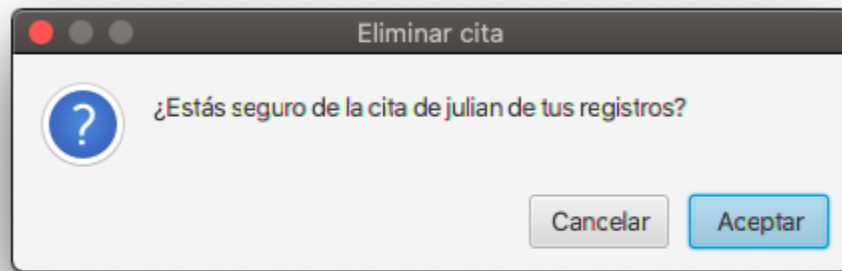 Eliminar cita
¿Estás seguro de la cita de julian de tus registros?
Cancelar Aceptar